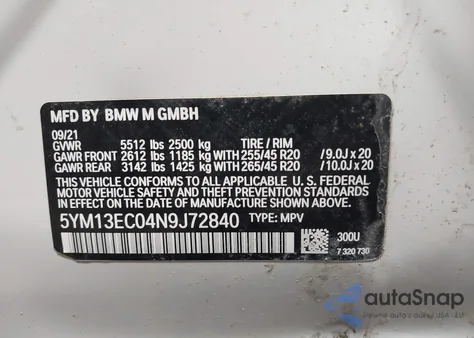 MFD BY BMW M GMBH
09/21
GVWR 5512 lbs 2500 kg TIRE / RIM
GAWR FRONT 2612 lbs 1185 kg WITH 255/45 R20 /9.0J x 20
GAWR REAR 3142 lbs 1425 kg WITH 265/45 R20 /10.0J x 20
THIS VEHICLE CONFORMS TO ALL APPLICABLE U.S. FEDERAL
MOTOR VEHICLE SAFETY AND THEFT PREVENTION STANDARDS
IN EFFECT ON THE DATE OF MANUFACTURE SHOWN ABOVE.
5YM13EC04N9J72840 TYPE: MPV
300U
7 320 730
autoSnap